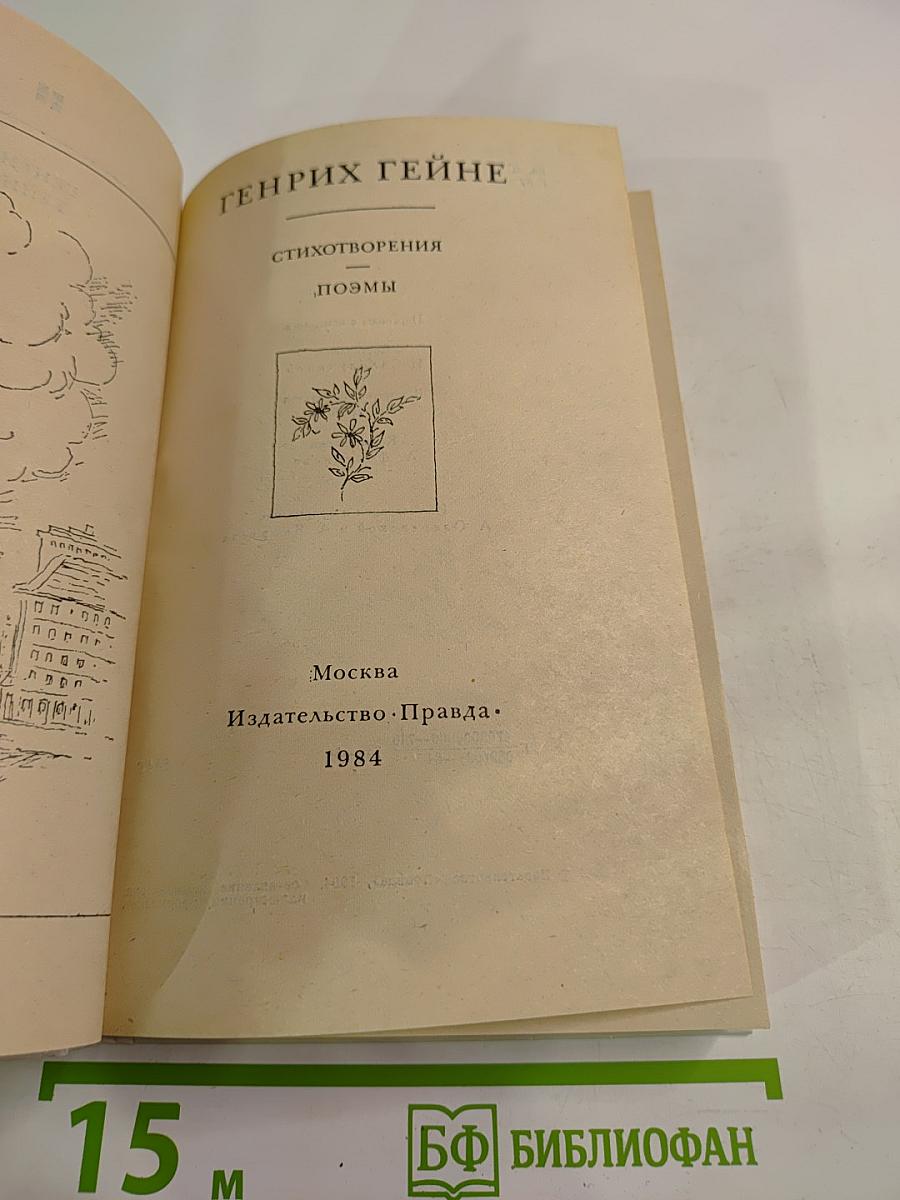 ГЕНРИХ ГЕЙНЕ
СТИХОТВОРЕНИЯ
ПОЭМЫ
Москва
Издательство·Правда·
1984
15 м
БФ БИБЛИОФАН